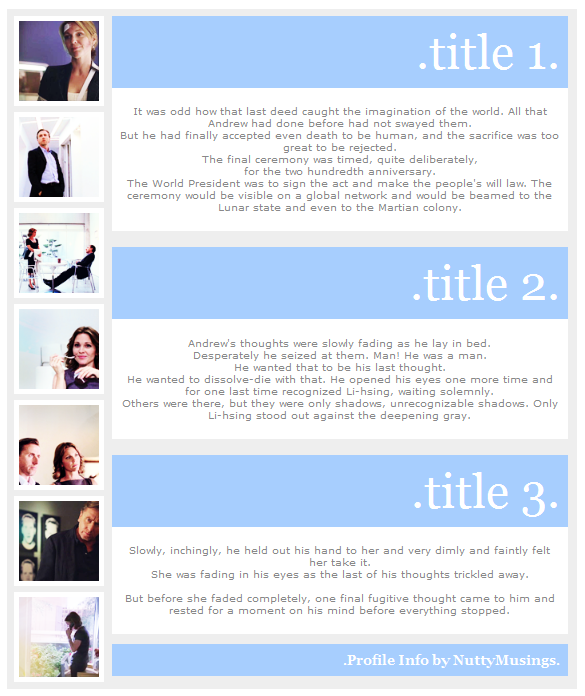 .title 1.
It was odd how that last deed caught the imagination of the world. All that
Andrew had done before had not swayed them.
But he had finally accepted even death to be human, and the sacrifice was too
great to be rejected.
The final ceremony was timed, quite deliberately,
for the two hundredth anniversary.
The World President was to sign the act and make the people's will law. The
ceremony would be visible on a global network and would be beamed to the
Lunar state and even to the Martian colony.
.title 2.
Andrew's thoughts were slowly fading as he lay in bed.
Desperately he seized at them. Man! He was a man.
He wanted that to be his last thought.
He wanted to dissolve-die with that. He opened his eyes one more time and
for one last time recognized Li-hsing, waiting solemnly.
Others were there, but they were only shadows, unrecognizable shadows. Only
Li-hsing stood out against the deepening gray.
.title 3.
Slowly, inchingly, he held out his hand to her and very dimly and faintly felt
her take it.
She was fading in his eyes as the last of his thoughts trickled away.
But before she faded completely, one final fugitive thought came to him and
rested for a moment on his mind before everything stopped.
.Profile Info by NuttyMusings.